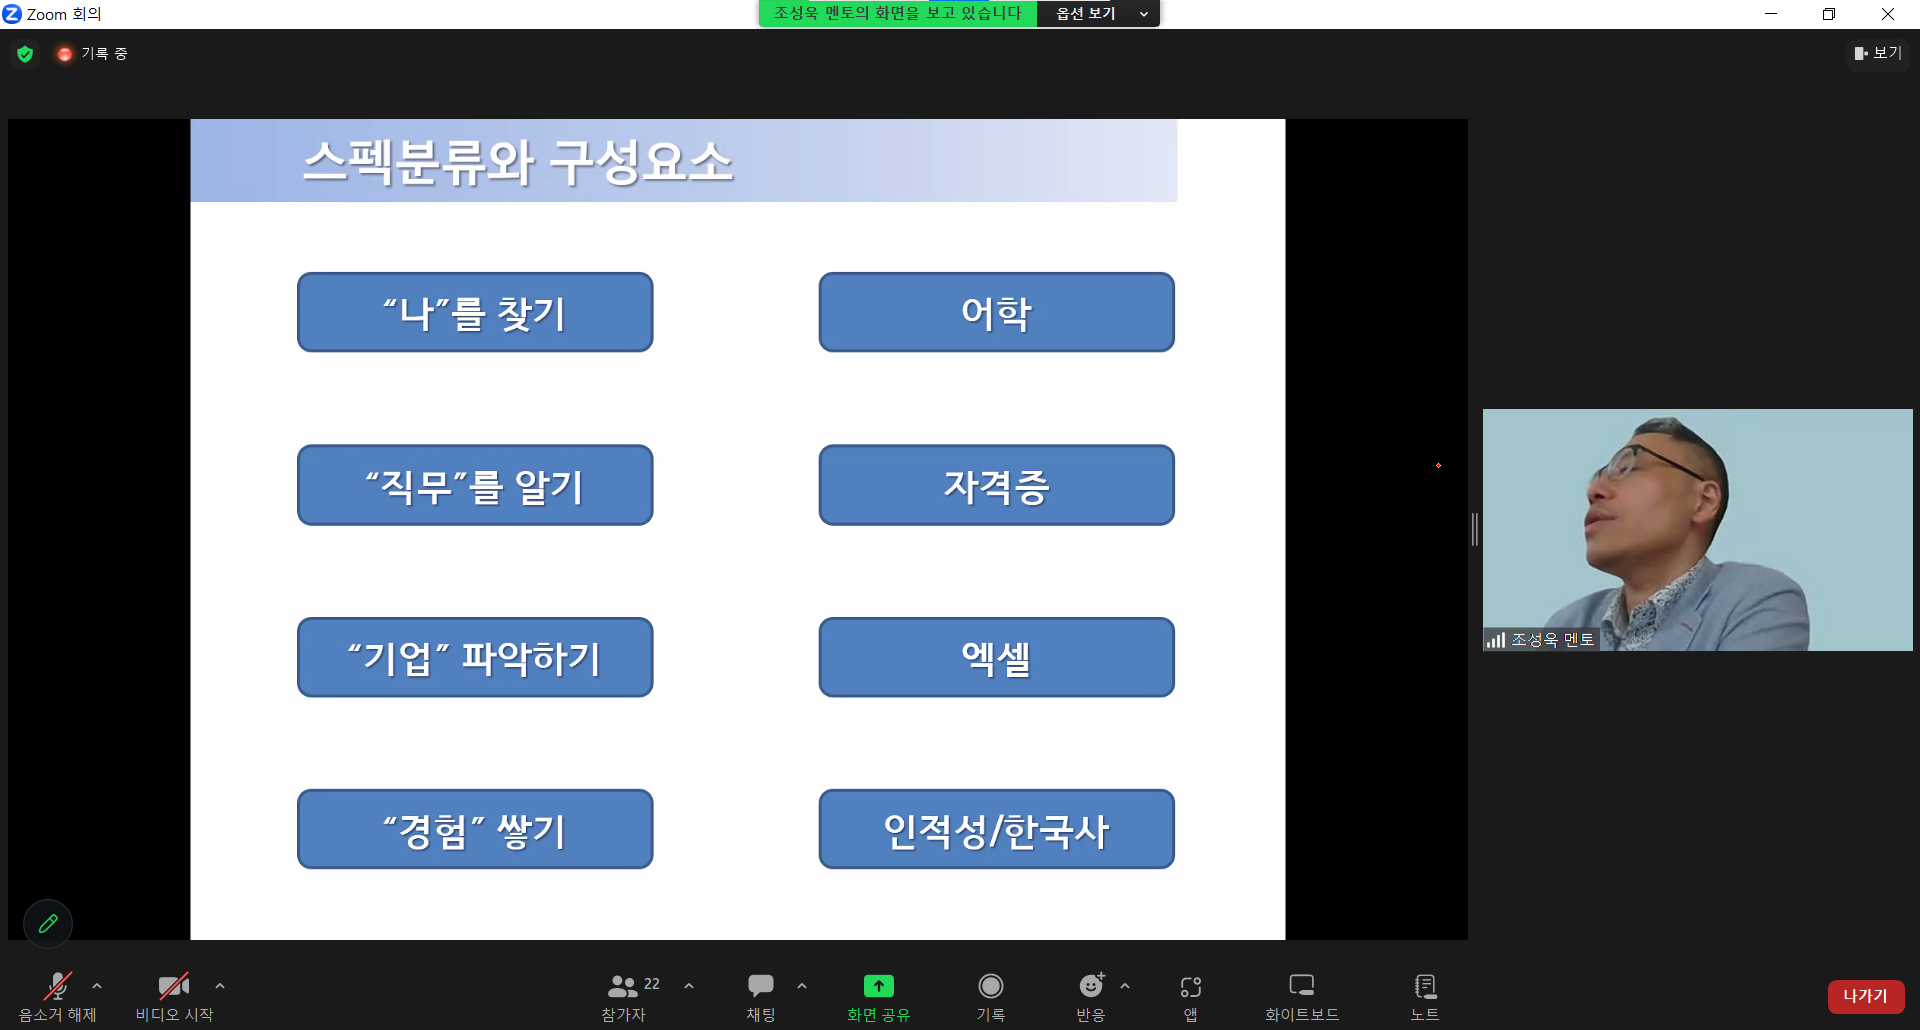 Zoom 회의
조성욱 멘토의 화면을 보고 있습니다
옵션 보기
기록 중
보기
스펙분류와 구성요소
“나”를 찾기
어학
“직무”를 알기
자격증
“기업” 파악하기
엑셀
“경험” 쌓기
인적성/한국사
조성욱 멘토
음소거 해제
비디오 시작
22
참가자
채팅
화면 공유
기록
반응
앱
화이트보드
노트
나가기